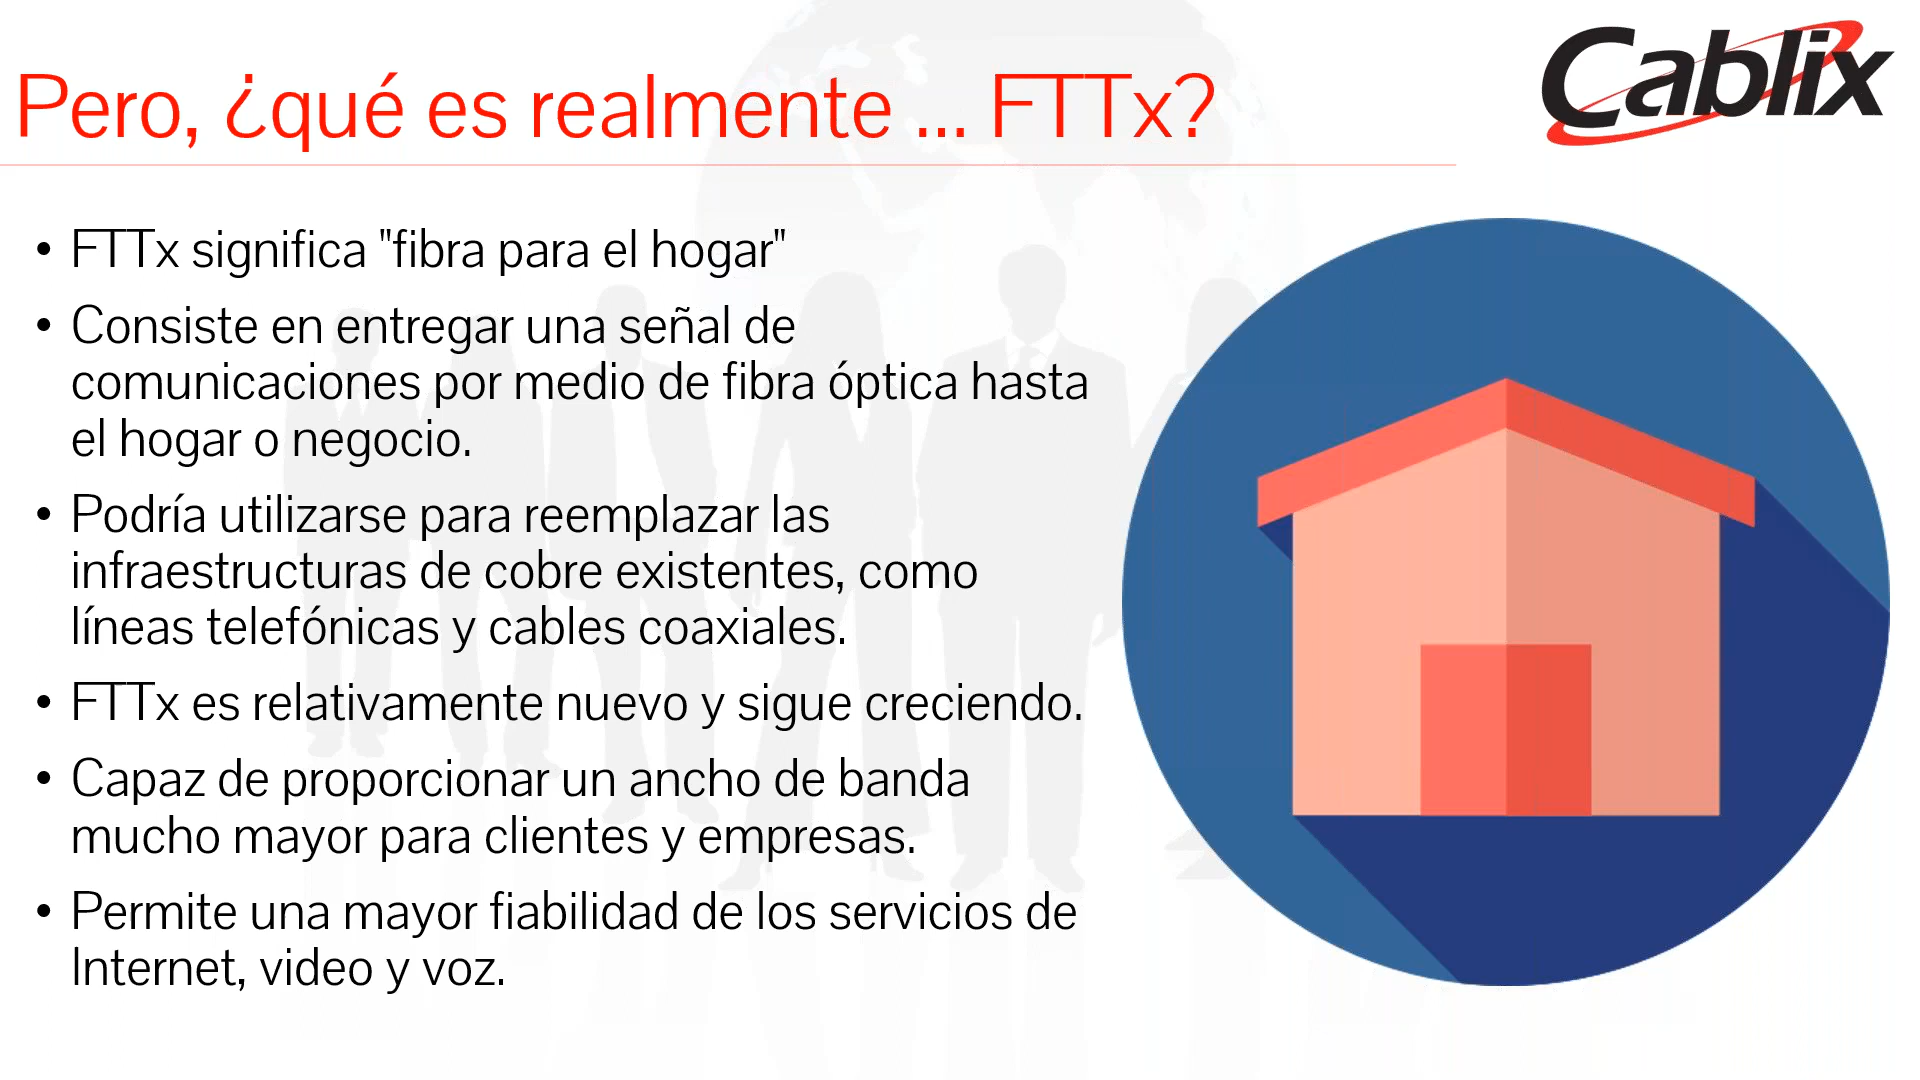 Cablix
Pero, ¿qué es realmente ... FTTx?
• FTTx significa "fibra para el hogar"
• Consiste en entregar una señal de
comunicaciones por medio de fibra óptica hasta
el hogar o negocio.
• Podría utilizarse para reemplazar las
infraestructuras de cobre existentes, como
líneas telefónicas y cables coaxiales.
• FTTx es relativamente nuevo y sigue creciendo.
• Capaz de proporcionar un ancho de banda
mucho mayor para clientes y empresas.
• Permite una mayor fiabilidad de los servicios de
Internet, video y voz.